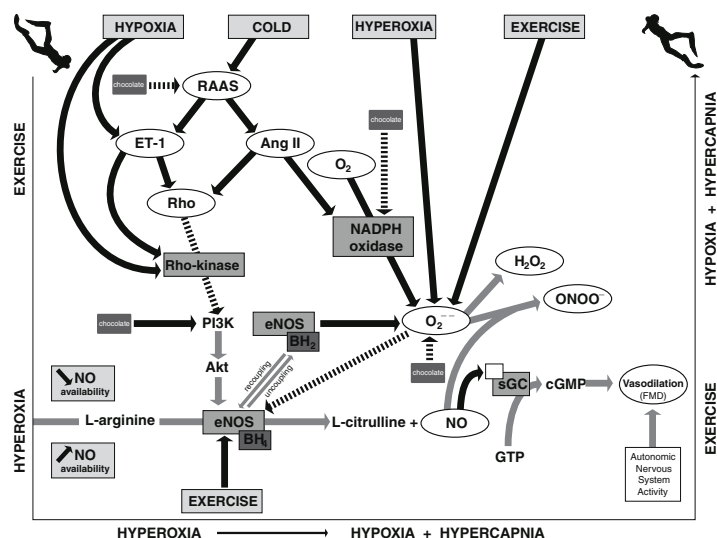 HYPOXIA
COLD
HYPEROXIA
EXERCISE
chocolate
RAAS
chocolate
ET-1
Ang II
O₂
Rho
NADPH
oxidase
Rho-kinase
H₂O₂
ONOO⁻
chocolate
PI3K
eNOS
BH₂
O₂⁻⁻
chocolate
Akt
recoupling
uncoupling
NO
availability
L-arginine
eNOS
BH₄
L-citrulline +
NO
sGC
cGMP
Vasodilation
(FMD)
GTP
NO
availability
EXERCISE
Autonomic
Nervous
System
Activity
EXERCISE
HYPEROXIA
HYPOXIA + HYPERCAPNIA
EXERCISE
HYPEROXIA
HYPOXIA + HYPERCAPNIA